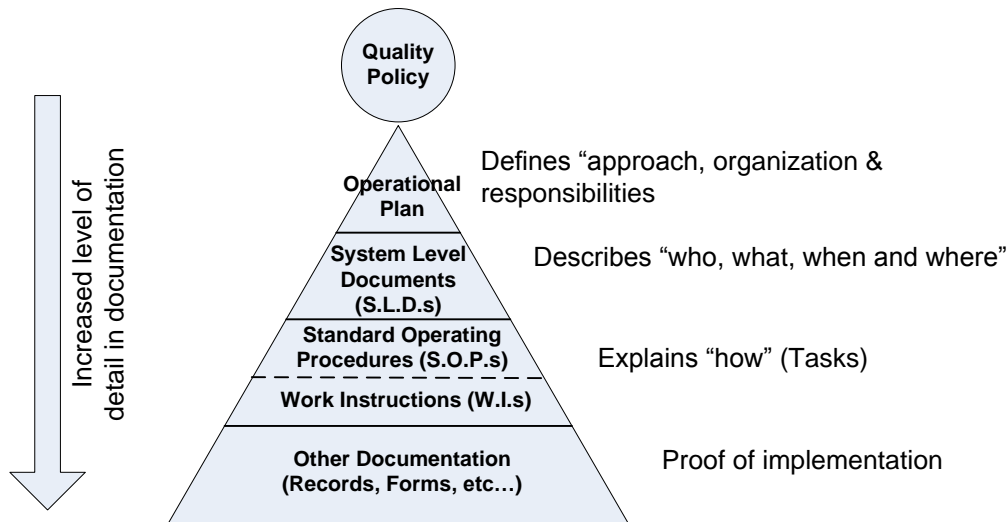 Quality
Policy
Increased level of
detail in documentation
Operational
Plan
Defines “approach, organization &
responsibilities
System Level
Documents
(S.L.D.s)
Describes “who, what, when and where”
Standard Operating
Procedures (S.O.P.s)
Explains “how” (Tasks)
Work Instructions (W.I.s)
Other Documentation
(Records, Forms, etc…)
Proof of implementation